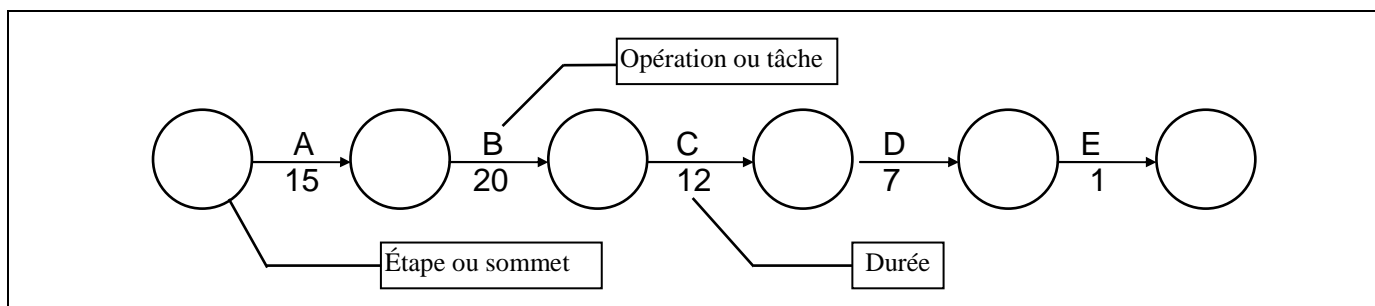 Opération ou tâche
A
B
C
D
E
15
20
12
7
1
Étape ou sommet
Durée